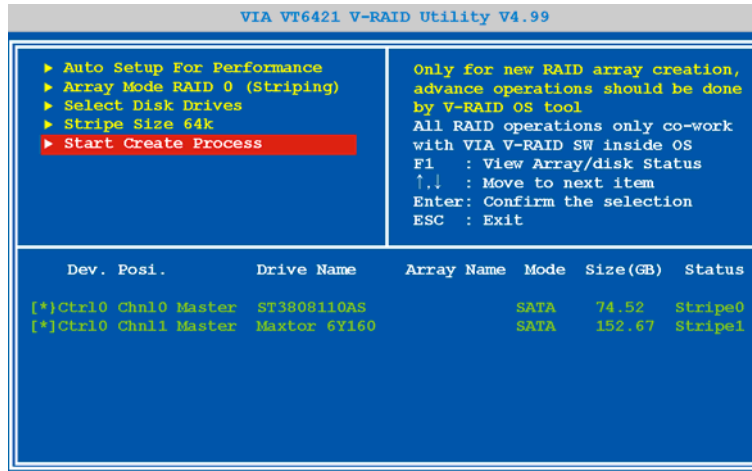 VIA VT6421 V-RAID Utility V4.99
▶ Auto Setup For Performance
▶ Array Mode RAID 0 (Striping)
▶ Select Disk Drives
▶ Stripe Size 64k
▶ Start Create Process
Only for new RAID array creation,
advance operations should be done
by V-RAID OS tool
All RAID operations only co-work
with VIA V-RAID SW inside OS
F1 : View Array/disk Status
↑.↓ : Move to next item
Enter: Confirm the selection
ESC : Exit
Dev. Posi. Drive Name Array Name Mode Size(GB) Status
[*}Ctrl0 Chnl0 Master ST3808110AS SATA 74.52 Stripe0
[*]Ctrl0 Chnl1 Master Maxtor 6Y160 SATA 152.67 Stripe1